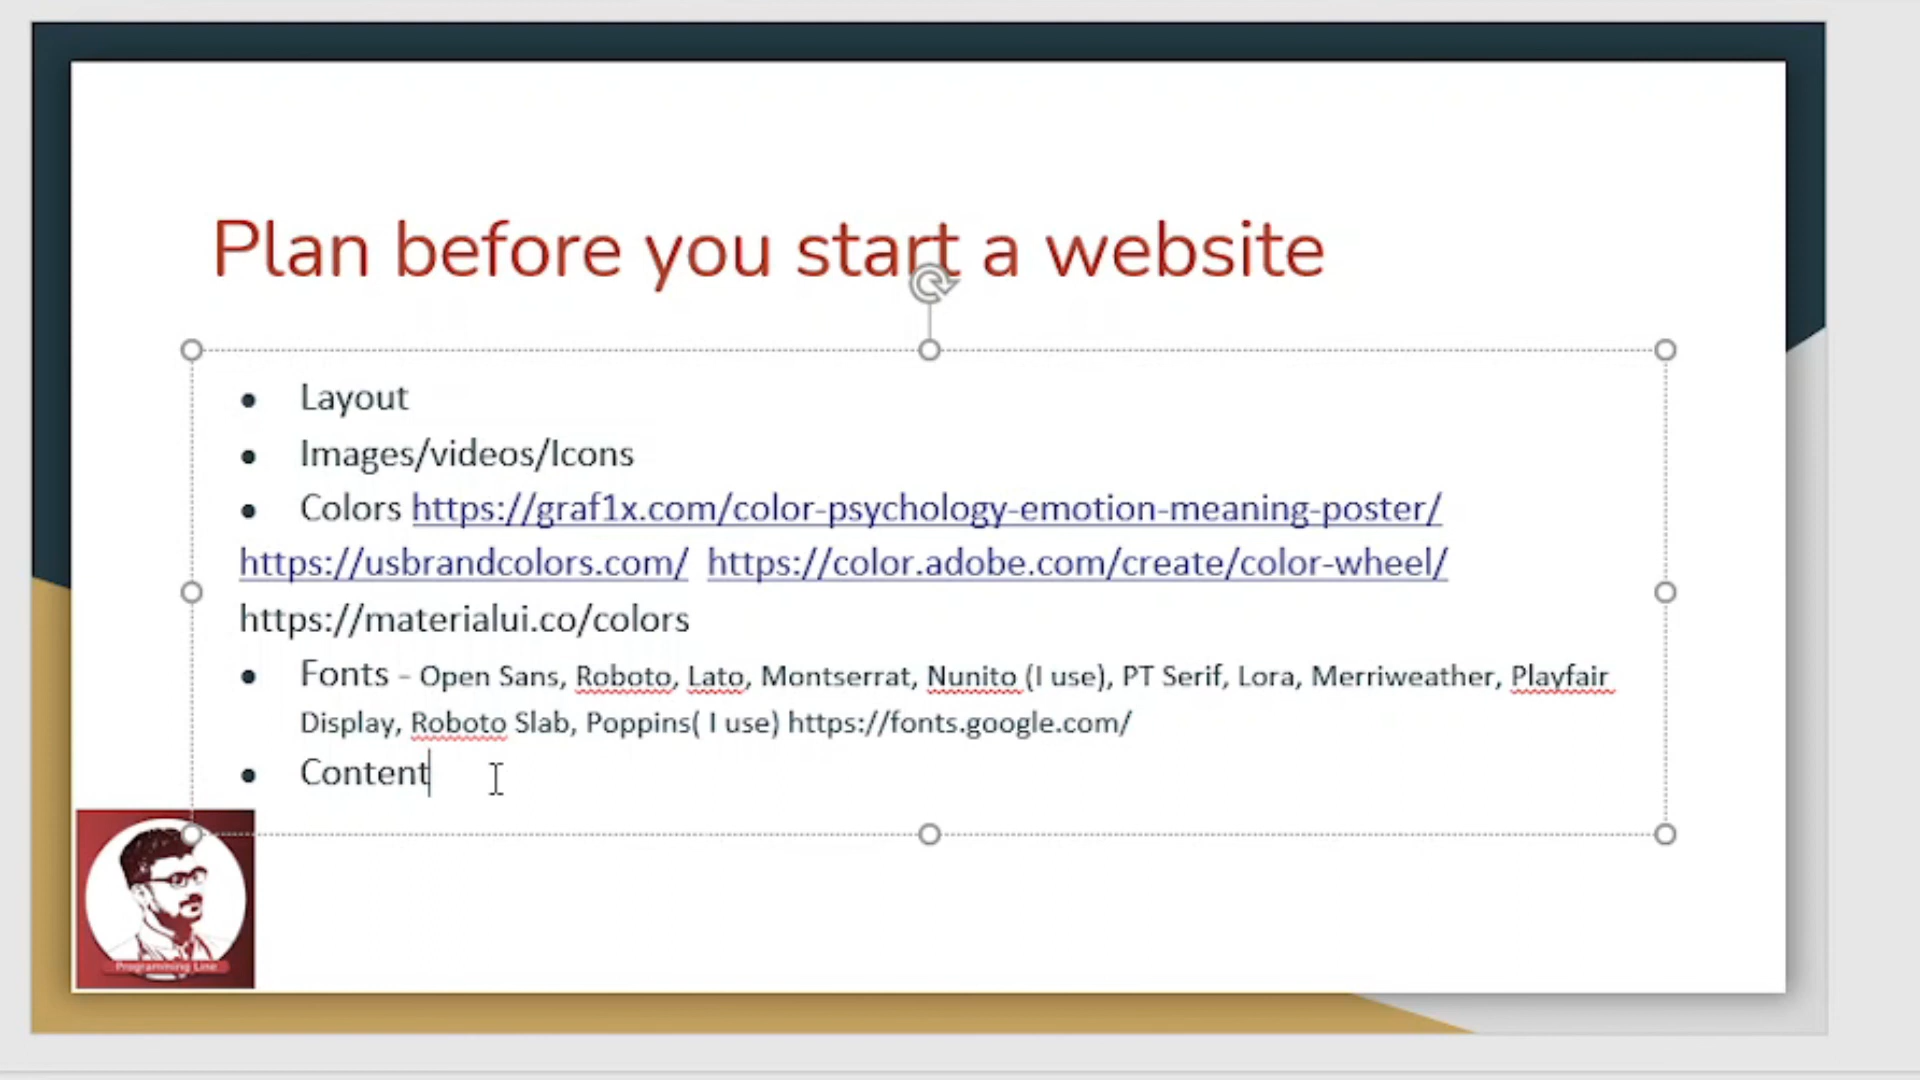 Plan before you start a website
• Layout
• Images/videos/Icons
• Colors https://graf1x.com/color-psychology-emotion-meaning-poster/
https://usbrandcolors.com/ https://color.adobe.com/create/color-wheel/
https://materialui.co/colors
• Fonts – Open Sans, Roboto, Lato, Montserrat, Nunito (I use), PT Serif, Lora, Merriweather, Playfair
Display, Roboto Slab, Poppins( I use) https://fonts.google.com/
• Content
Programming Line